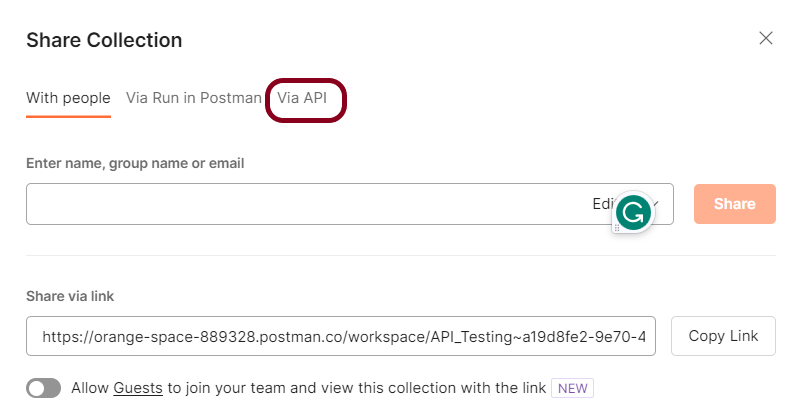 Share Collection
With people Via Run in Postman Via API
Enter name, group name or email
Share
Share via link
https://orange-space-889328.postman.co/workspace/API_Testing~a19d8fe2-9e70-4 Copy Link
Allow Guests to join your team and view this collection with the link NEW